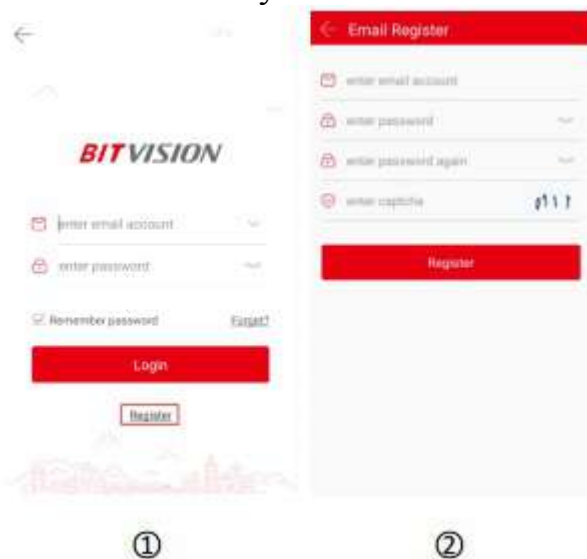 BITVISION
enter email account
enter password
Remember password
Forget?
Login
Register
①
Email Register
enter email account
enter password
enter password again
enter captcha
Register
②